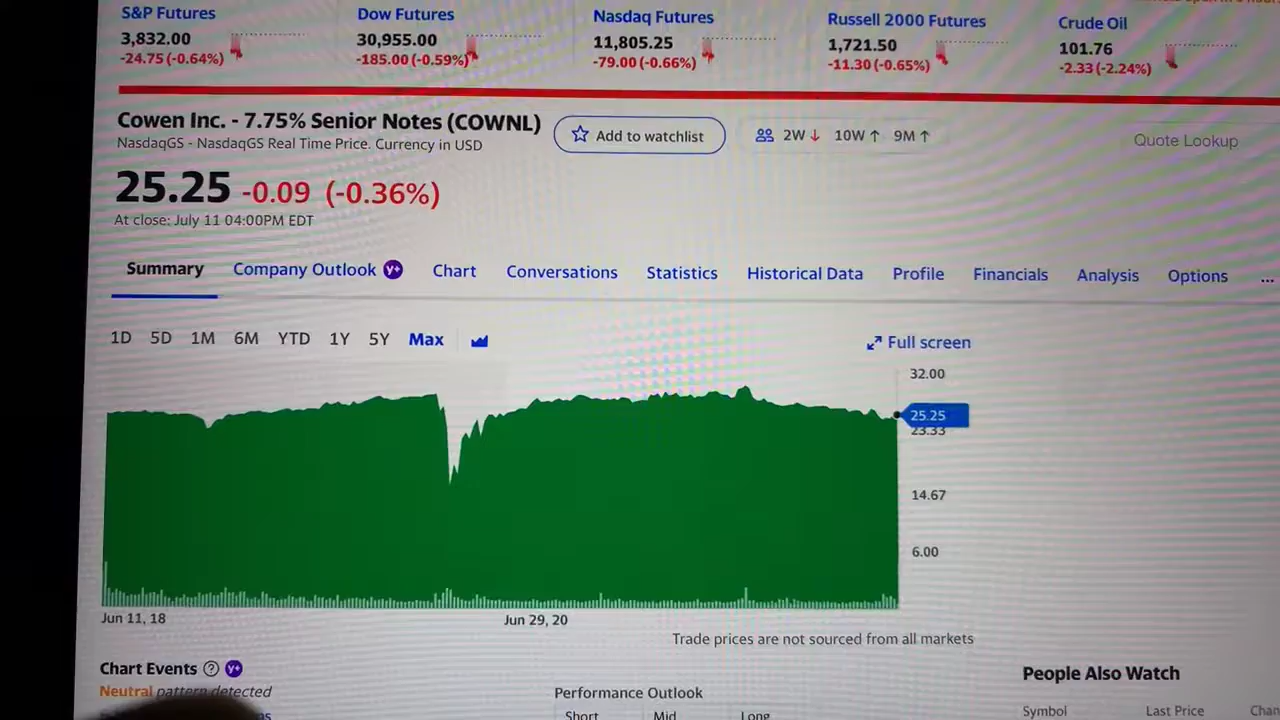 S&P Futures
3,832.00
-24.75 (-0.64%)
Dow Futures
30,955.00
-185.00 (-0.59%)
Nasdaq Futures
11,805.25
-79.00 (-0.66%)
Russell 2000 Futures
1,721.50
-11.30 (-0.65%)
Crude Oil
101.76
-2.33 (-2.24%)
Cowen Inc. - 7.75% Senior Notes (COWNL)
NasdaqGS - NasdaqGS Real Time Price. Currency in USD
Add to watchlist
2W ↓ 10W ↑ 9M ↑
Quote Lookup
25.25 -0.09 (-0.36%)
At close: July 11 04:00PM EDT
Summary Company Outlook Y+ Chart Conversations Statistics Historical Data Profile Financials Analysis Options ...
1D 5D 1M 6M YTD 1Y 5Y Max
Full screen
32.00
25.25
23.33
14.67
6.00
Jun 11, 18
Jun 29, 20
Trade prices are not sourced from all markets
Chart Events ? Y+
Neutral pattern detected
Performance Outlook
Short Mid Long
People Also Watch
Symbol Last Price